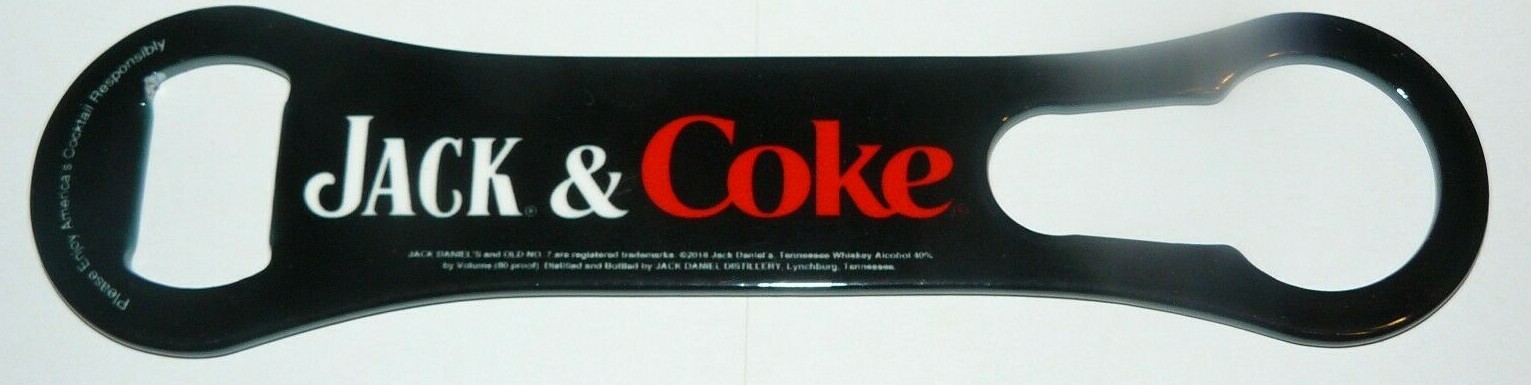 Please Enjoy America's Cocktail Responsibly
JACK® & Coke®
JACK DANIEL'S and OLD NO. 7 are registered trademarks. ©2016 Jack Daniel's. Tennessee Whiskey Alcohol 40%
by Volume (80 proof). Distilled and Bottled by JACK DANIEL DISTILLERY, Lynchburg, Tennessee.